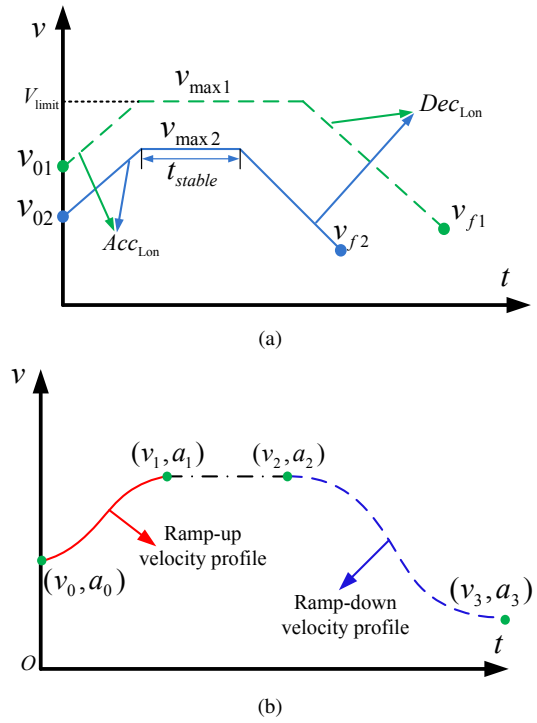 v
V_limit
v_max1
Dec_Lon
v_01
v_max2
t_stable
v_02
Acc_Lon
v_f2
v_f1
t
(a)
v
(v_1, a_1)
(v_2, a_2)
Ramp-up
velocity profile
(v_0, a_0)
Ramp-down
velocity profile
(v_3, a_3)
O
t
(b)